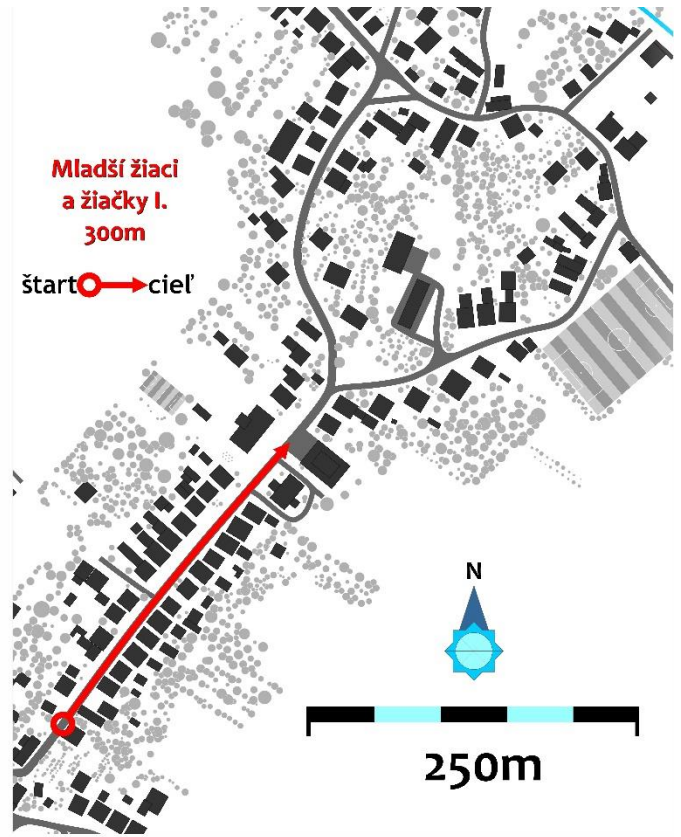 Mladší žiaci
a žiačky I.
300m
štart cieľ
N
250m